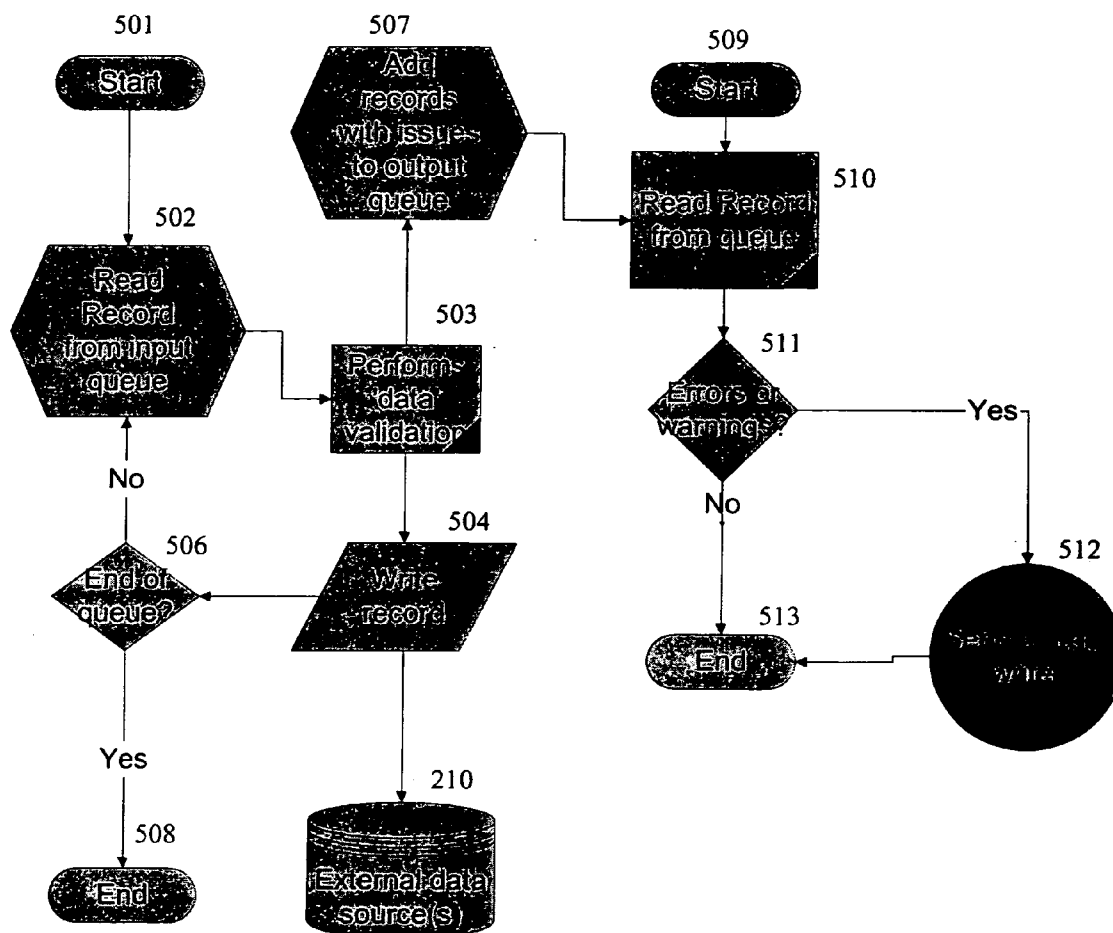 501
Start
502
Read
Record
from input
queue
507
Add
records
with issues
to output
queue
503
Performs
data
validation
504
Write
record
506
End of
queue?
No
Yes
508
End
210
External data
source(s)
509
Start
510
Read Record
from queue
511
Errors or
warnings?
Yes
No
512
write
513
End